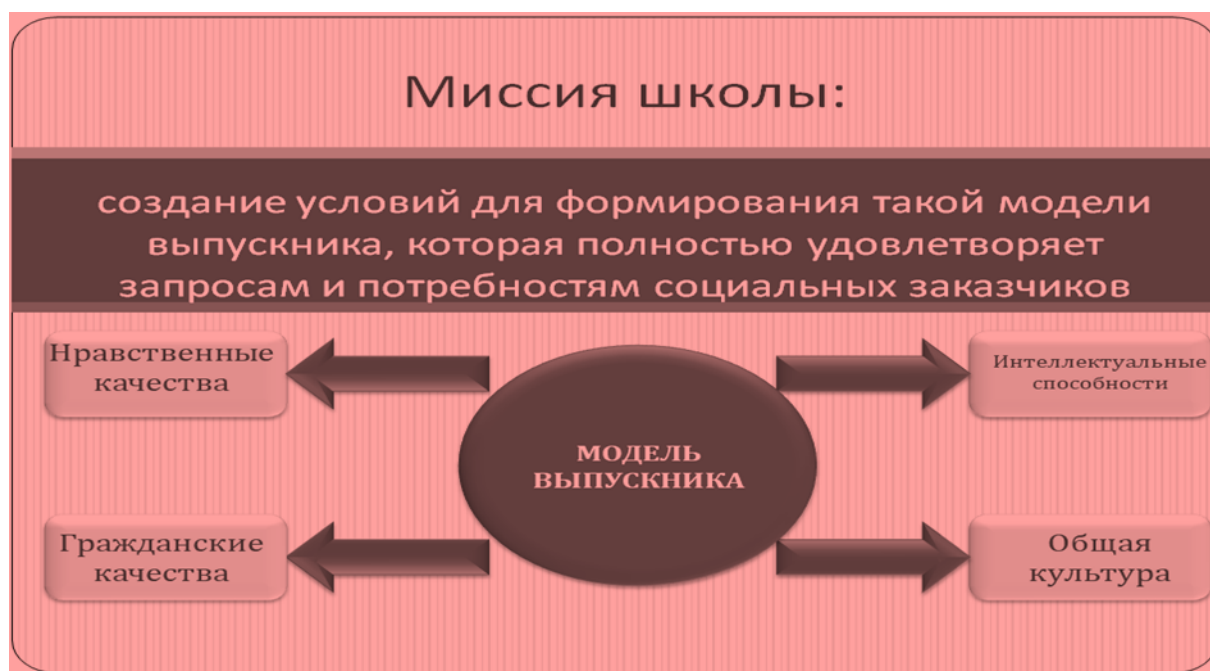 Миссия школы:
создание условий для формирования такой модели
выпускника, которая полностью удовлетворяет
запросам и потребностям социальных заказчиков
Нравственные
качества
Интеллектуальные
способности
МОДЕЛЬ
ВЫПУСКНИКА
Гражданские
качества
Общая
культура